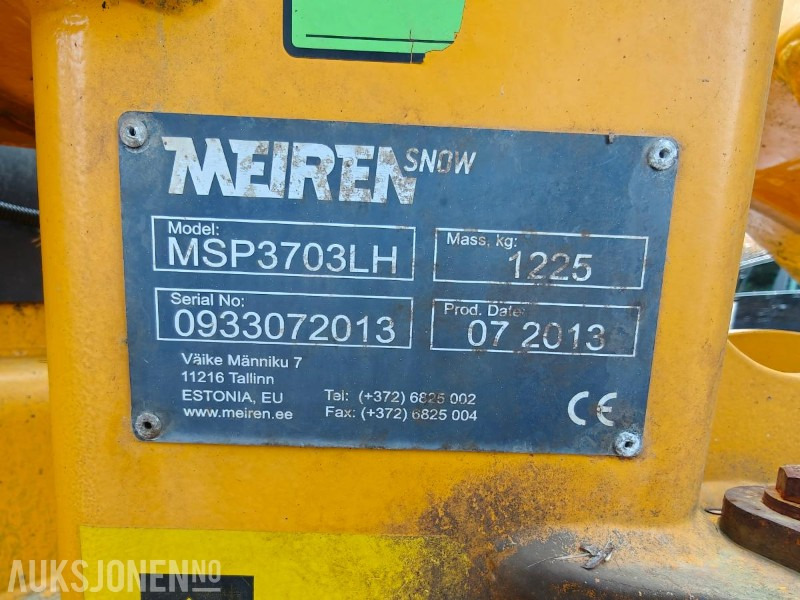 MEIREN SNOW
Model:
MSP3703LH
Mass, kg:
1225
Serial No:
0933072013
Prod. Date:
07 2013
Väike Männiku 7
11216 Tallinn
ESTONIA, EU
www.meiren.ee
Tel: (+372) 6825 002
Fax: (+372) 6825 004
CE
AUKSJONEN.NO